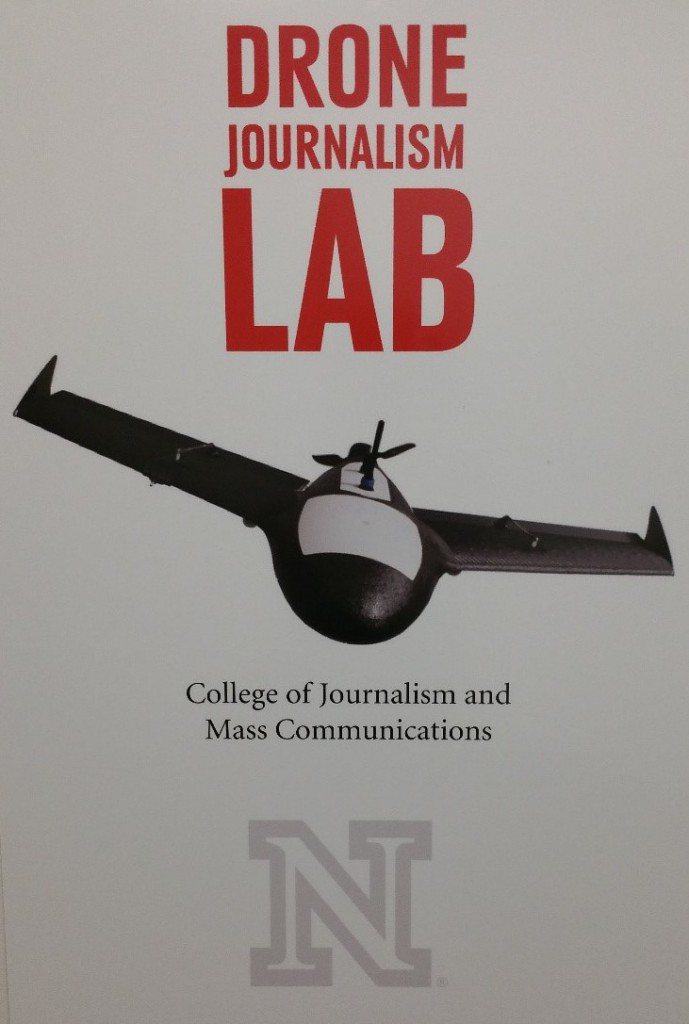 DRONE
JOURNALISM
LAB
College of Journalism and
Mass Communications
N®